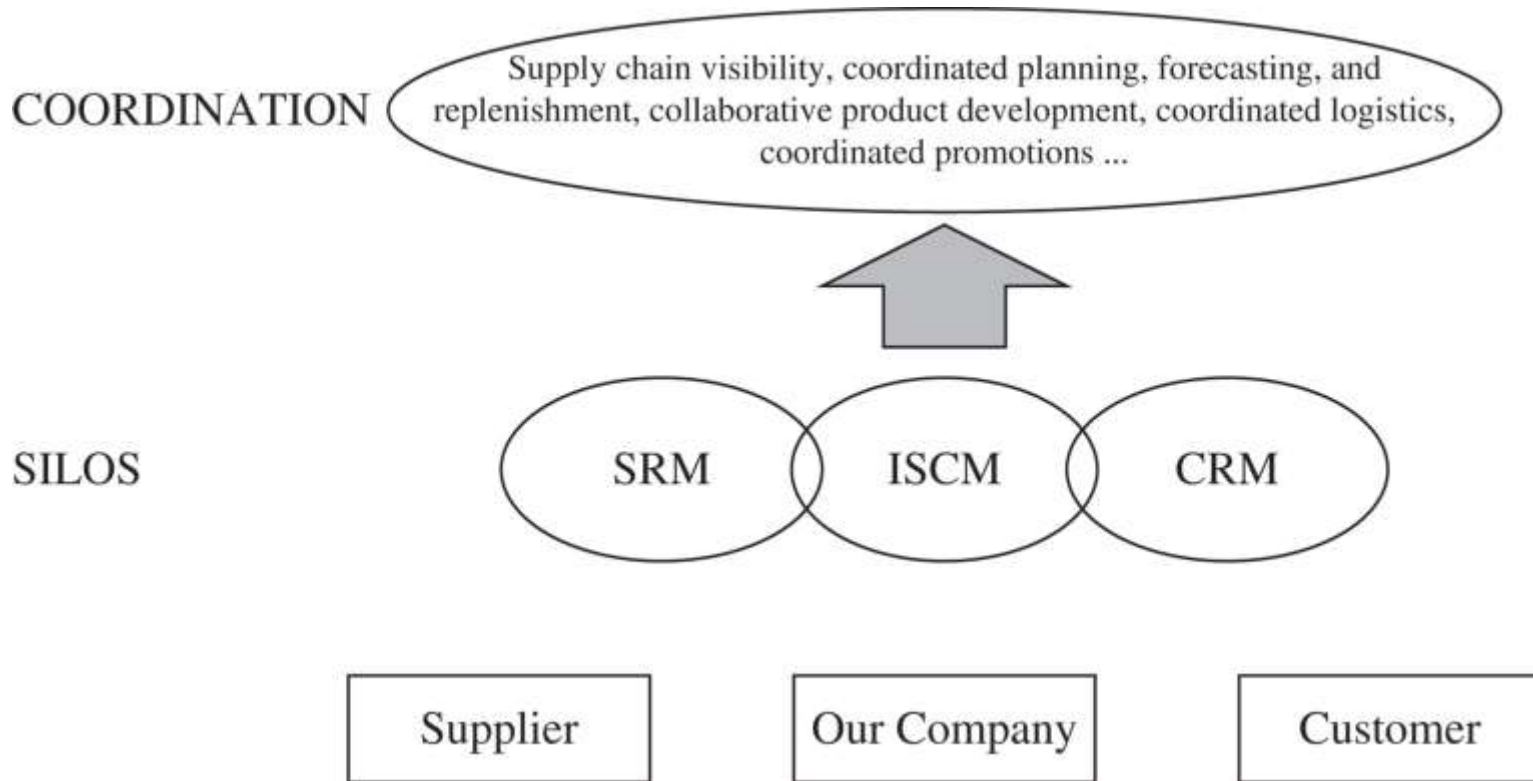 COORDINATION
Supply chain visibility, coordinated planning, forecasting, and
replenishment, collaborative product development, coordinated logistics,
coordinated promotions ...
SILOS
SRM
ISCM
CRM
Supplier
Our Company
Customer